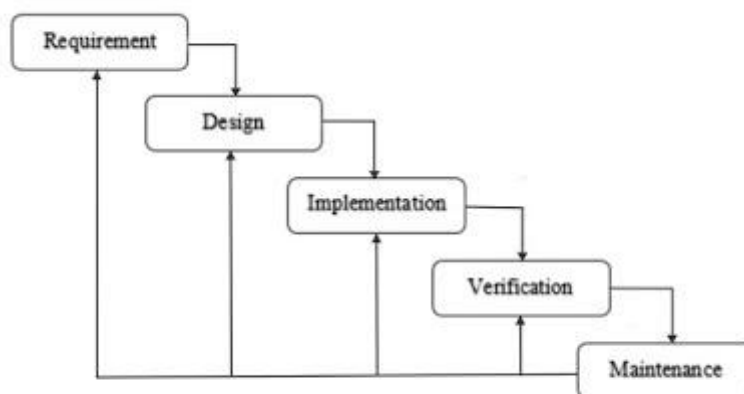 Requirement
Design
Implementation
Verification
Maintenance